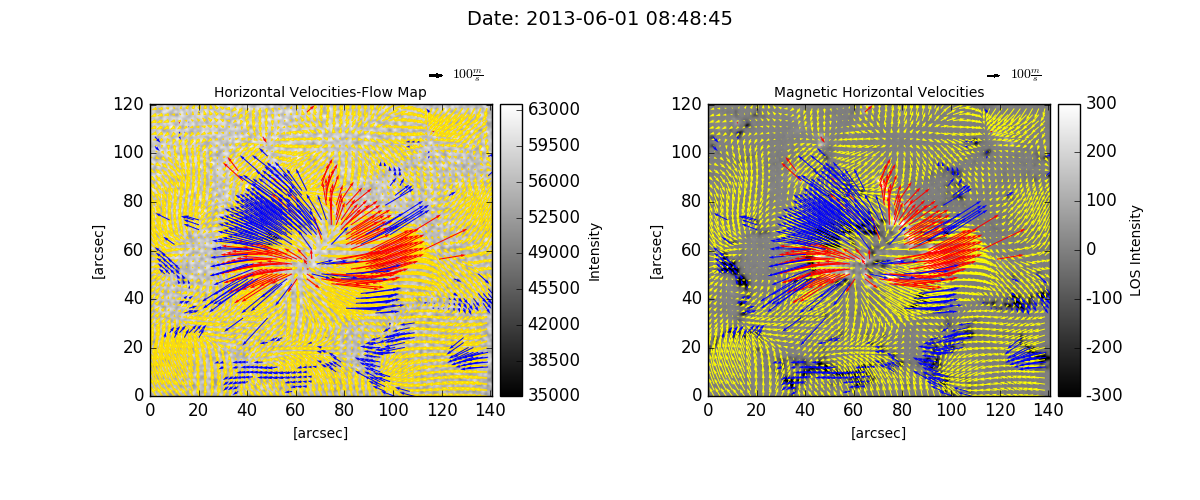 Date: 2013-06-01 08:48:45
100 m/s
100 m/s
Horizontal Velocities-Flow Map
Magnetic Horizontal Velocities
120
100
80
60
40
20
0
[arcsec]
0 20 40 60 80 100 120 140
[arcsec]
63000
59500
56000
52500
49000
45500
42000
38500
35000
Intensity
120
100
80
60
40
20
0
[arcsec]
0 20 40 60 80 100 120 140
[arcsec]
300
200
100
0
-100
-200
-300
LOS Intensity